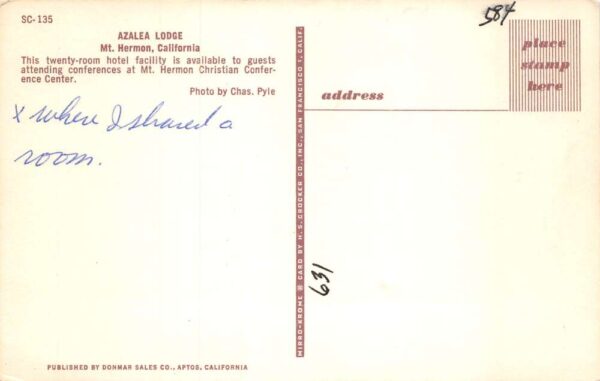 SC-135
AZALEA LODGE
Mt. Hermon, California
This twenty-room hotel facility is available to guests
attending conferences at Mt. Hermon Christian Confer-
ence Center.
Photo by Chas. Pyle
x where I shared a
room.
PUBLISHED BY DONMAR SALES CO., APTOS, CALIFORNIA
MIRRO-KROME ® CARD BY H. S. CROCKER CO., INC., SAN FRANCISCO 1, CALIF.
631
584
place
stamp
here
address